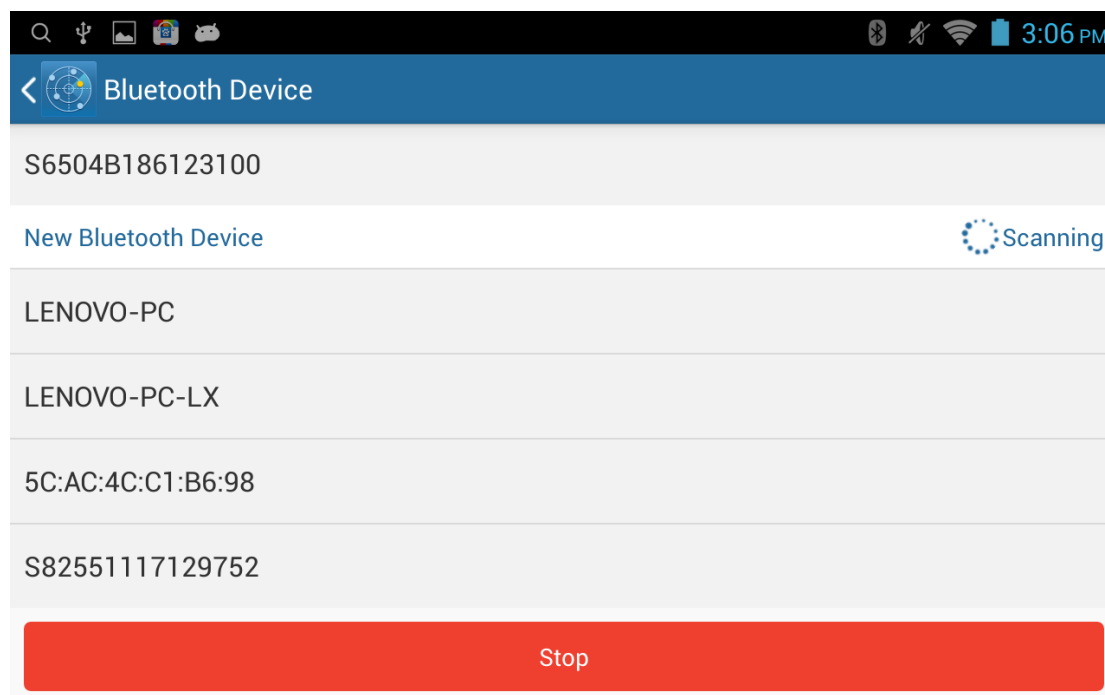 3:06 PM
Bluetooth Device
S6504B186123100
New Bluetooth Device Scanning
LENOVO-PC
LENOVO-PC-LX
5C:AC:4C:C1:B6:98
S82551117129752
Stop